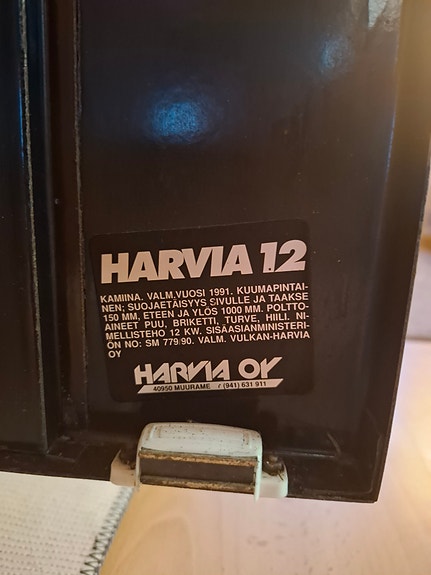 HARVIA 12
KAMIINA. VALM.VUOSI 1991. KUUMAPINTAI-
NEN; SUOJAETÄISYYS SIVULLE JA TAAKSE
150 MM, ETEEN JA YLÖS 1000 MM. POLTTO-
AINEET PUU, BRIKETTI, TURVE, HIILI. NI-
MELLISTEHO 12 KW. SISÄASIANMINISTERI-
ÖN NO: SM 779/90. VALM. VULKAN-HARVIA
OY
HARVIA OY
40950 MUURAME (941) 631 911